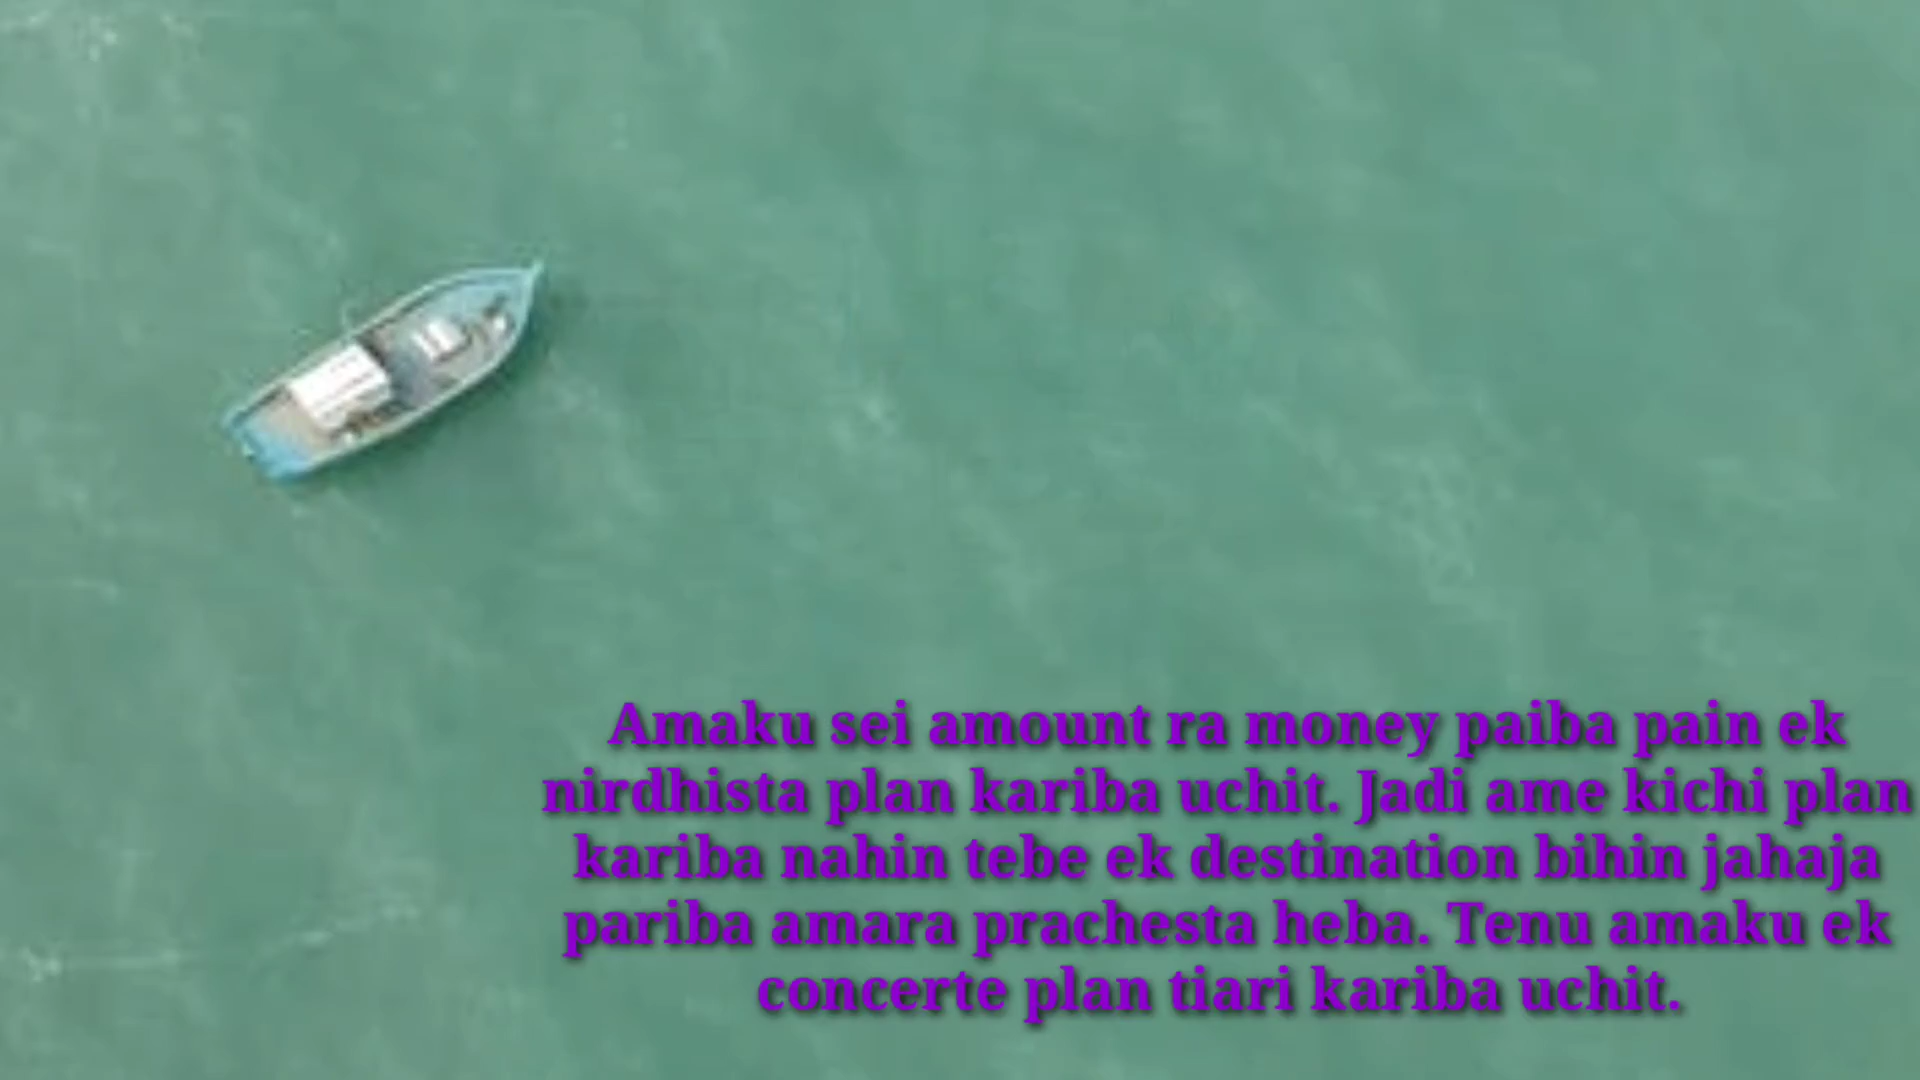 Amaku sei amount ra money paiba pain ek
nirdhista plan kariba uchit. Jadi ame kichi plan
kariba nahin tebe ek destination bihin jahaja
pariba amara prachesta heba. Tenu amaku ek
concerte plan tiari kariba uchit.